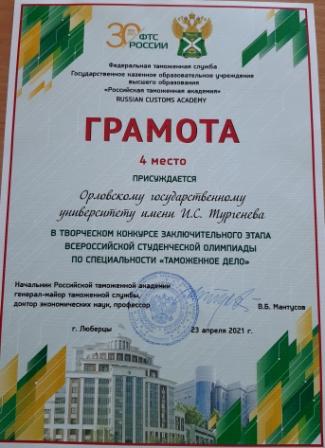 30 ФТС
РОССИИ
Федеральная таможенная служба
Государственное казенное образовательное учреждение
высшего образования
«Российская таможенная академия»
RUSSIAN CUSTOMS ACADEMY
ГРАМОТА
4 место
ПРИСУЖДАЕТСЯ
Орловскому государственному
университету имени И.С. Тургенева
В ТВОРЧЕСКОМ КОНКУРСЕ ЗАКЛЮЧИТЕЛЬНОГО ЭТАПА
ВСЕРОССИЙСКОЙ СТУДЕНЧЕСКОЙ ОЛИМПИАДЫ
ПО СПЕЦИАЛЬНОСТИ «ТАМОЖЕННОЕ ДЕЛО»
Начальник Российской таможенной академии
генерал-майор таможенной службы,
доктор экономических наук, профессор
В.Б. Мантусов
г. Люберцы
23 апреля 2021 г.